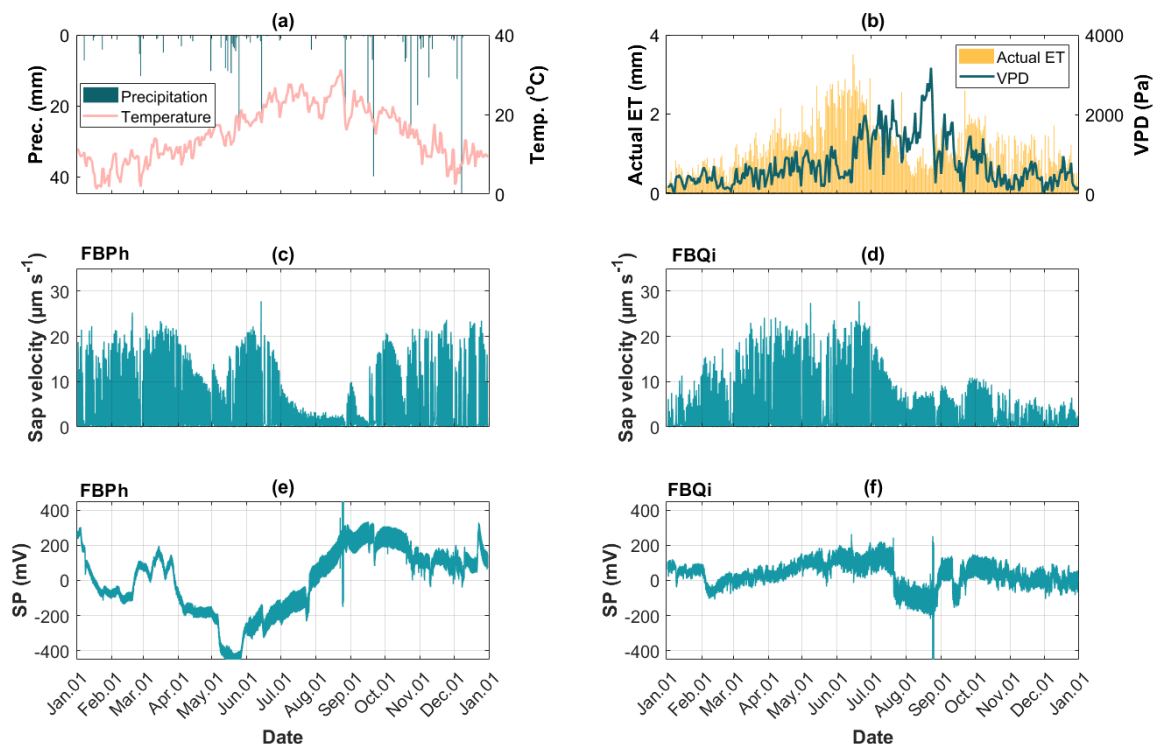 (a)
0
20
40
Prec. (mm)
Precipitation
Temperature
40
20
0
Temp. (°C)
(b)
4
2
0
Actual ET (mm)
Actual ET
VPD
4000
2000
0
VPD (Pa)
FBPh
(c)
30
20
10
0
Sap velocity (µm s⁻¹)
FBQi
(d)
30
20
10
0
Sap velocity (µm s⁻¹)
FBPh
(e)
400
200
0
-200
-400
SP (mV)
Jan.01
Feb.01
Mar.01
Apr.01
May.01
Jun.01
Jul.01
Aug.01
Sep.01
Oct.01
Nov.01
Dec.01
Jan.01
Date
FBQi
(f)
400
200
0
-200
-400
SP (mV)
Jan.01
Feb.01
Mar.01
Apr.01
May.01
Jun.01
Jul.01
Aug.01
Sep.01
Oct.01
Nov.01
Dec.01
Jan.01
Date